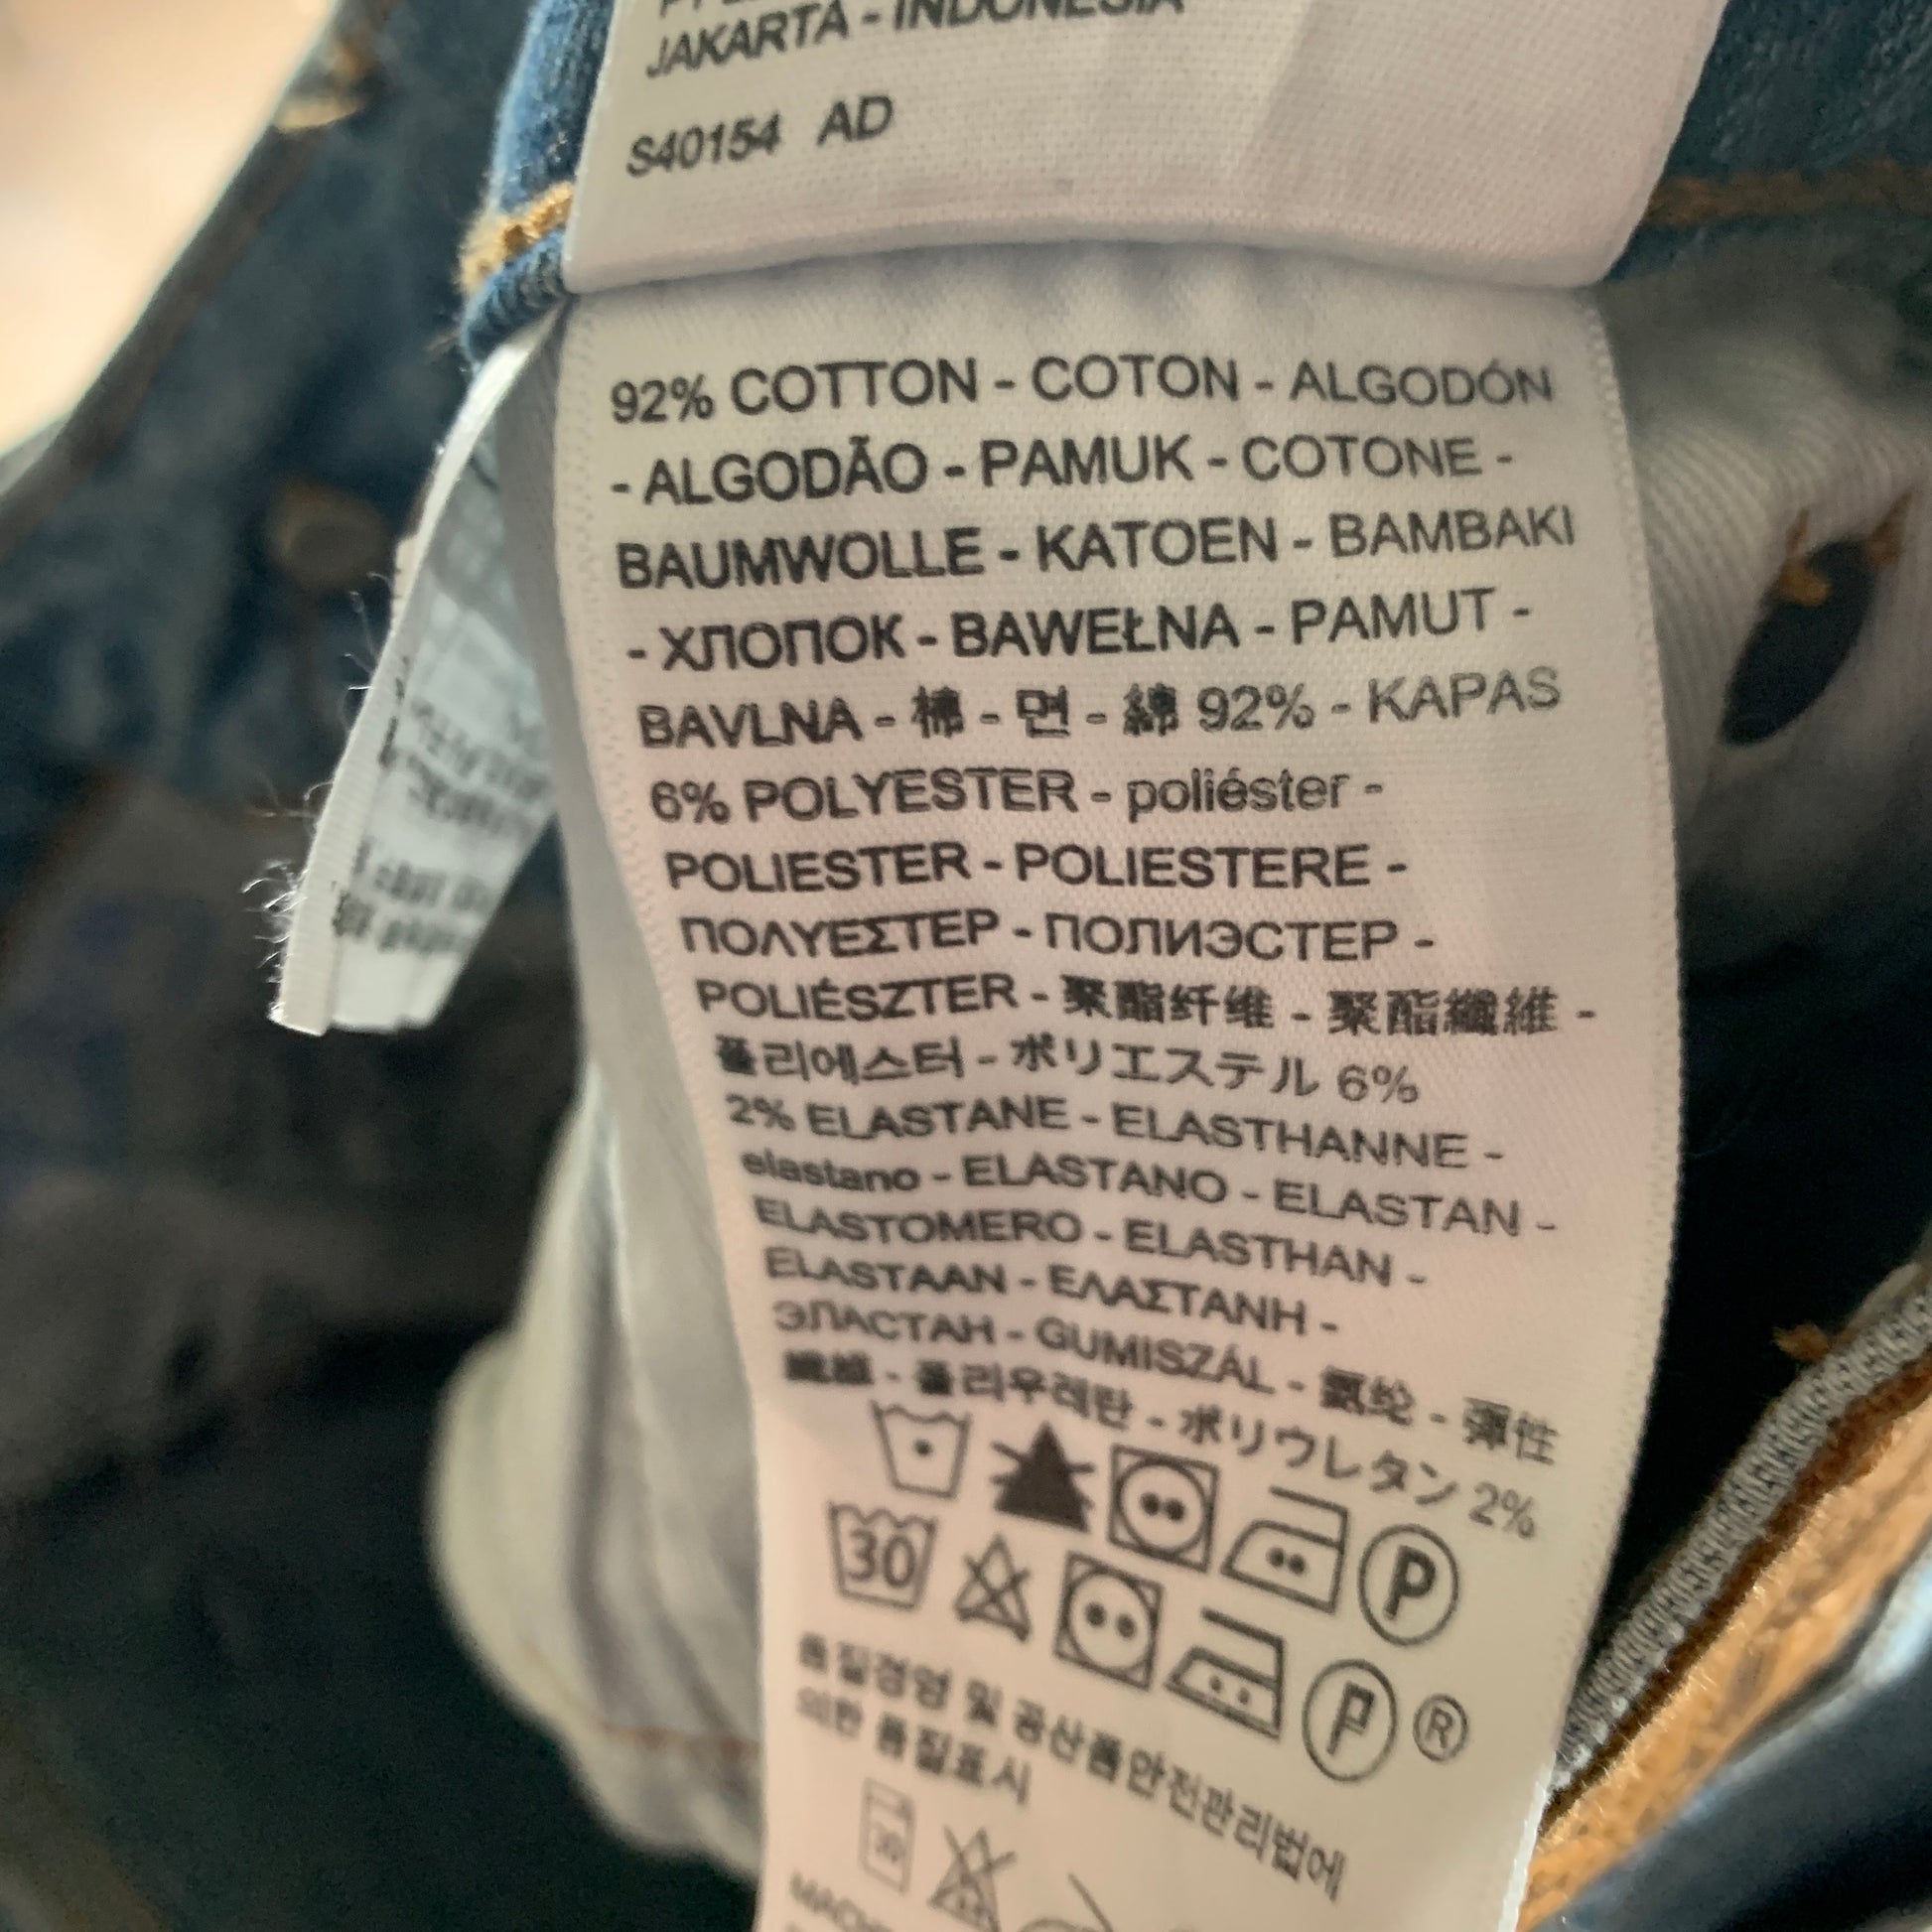 JAKARTA - INDONESIA
S40154 AD
92% COTTON - COTON - ALGODÓN
- ALGODÃO - PAMUK - COTONE -
BAUMWOLLE - KATOEN - BAMBAKI
- ХЛОПОК - BAWEŁNA - PAMUT -
BAVLNA - 棉 - 면 - 綿 92% - KAPAS
6% POLYESTER - poliéster -
POLIESTER - POLIESTERE -
ΠΟΛΥΕΣΤΕΡ - ПОЛИЭСТЕР -
POLIÉSZTER - 聚酯纤维 - 聚酯纖維 -
폴리에스터 - ポリエステル 6%
2% ELASTANE - ELASTHANNE -
elastano - ELASTANO - ELASTAN -
ELASTOMERO - ELASTHAN -
ELASTAAN - ΕΛΑΣΤΑΝΗ -
ЭЛАСТАН - GUMISZÁL - 氨纶 - 彈性
纖維 - 폴리우레탄 - ポリウレタン 2%
P
30
P ®
품질경영 및 공산품안전관리법에
의한 품질표시
30